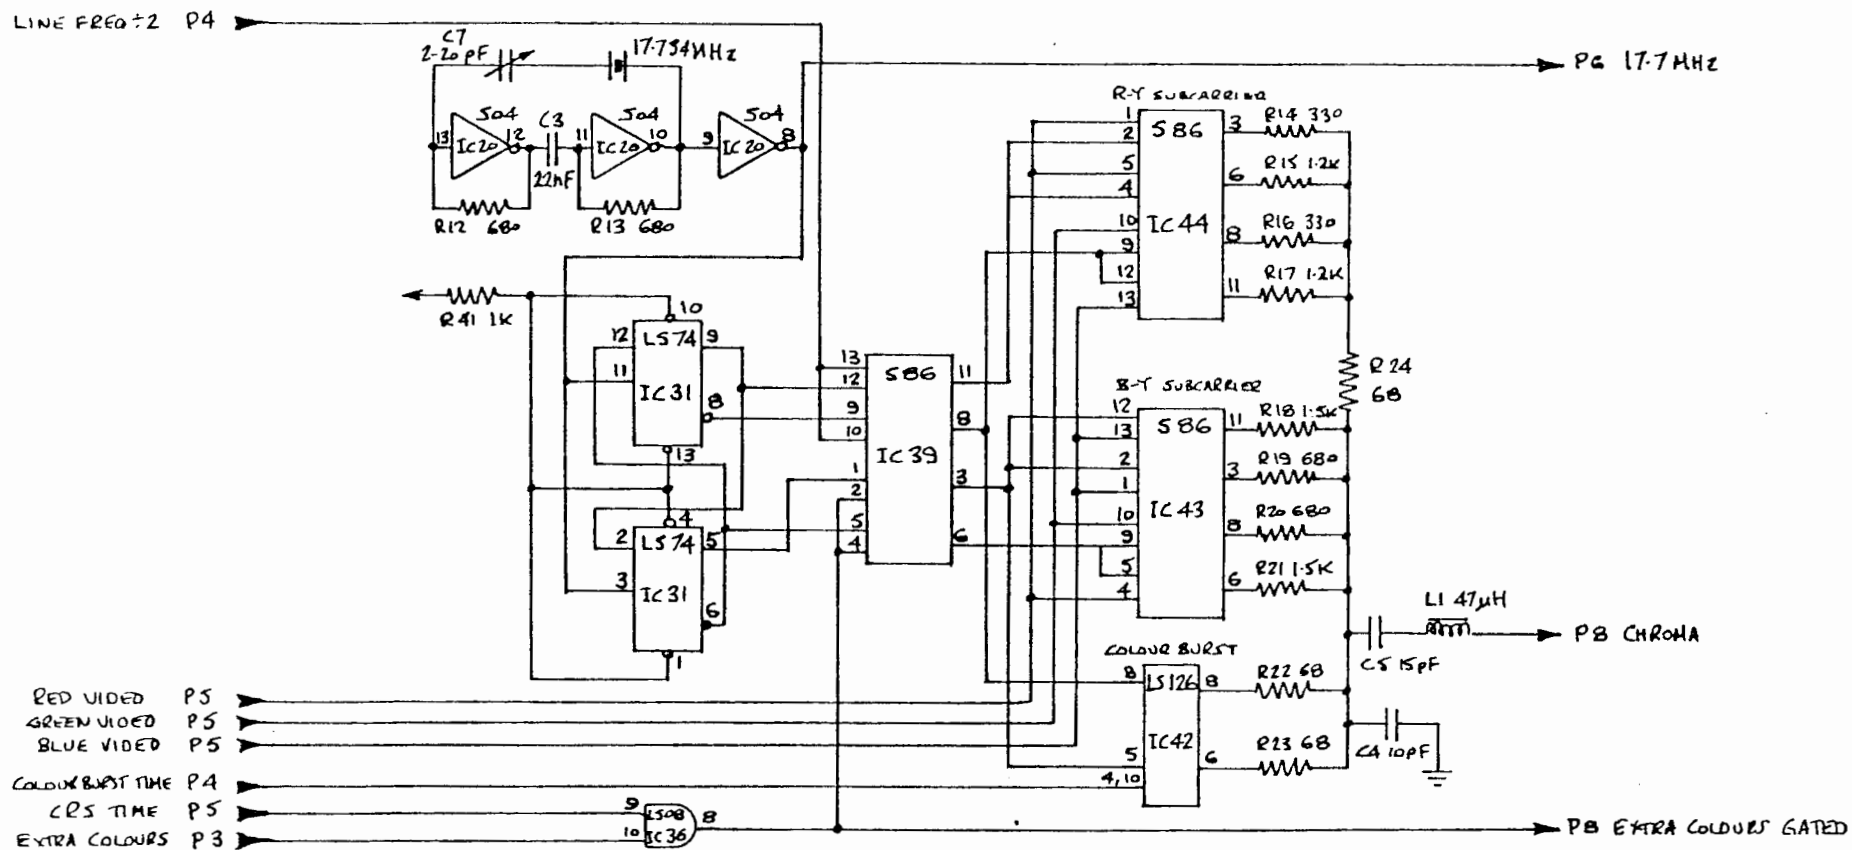 LINE FREQ÷2 P4
C7
2-20pF
17.734MHz
P6 17.7MHz
S04
C3
S04
S04
13
IC20
12
11
IC20
10
9
IC20
8
22nF
R12 680
R13 680
R-Y SUBCARRIER
1
2
5
4
10
9
12
13
S86
IC44
3
6
8
11
R14 330
R15 1.2K
R16 330
R17 1.2K
R24
68
R41 1K
10
12
LS74
9
11
IC31
8
13
4
2
LS74
5
3
IC31
6
1
13
12
9
10
1
2
5
4
S86
IC39
11
8
3
6
B-Y SUBCARRIER
12
13
2
1
10
9
5
4
S86
IC43
11
3
8
6
R18 1.5K
R19 680
R20 680
R21 1.5K
L1 47µH
P8 CHROMA
C5 15pF
COLOUR BURST
8
LS126
8
R22 68
IC42
5
4,10
6
R23 68
C4 10pF
RED VIDEO P5
GREEN VIDEO P5
BLUE VIDEO P5
COLOUR BURST TIME P4
CRS TIME P5
EXTRA COLOURS P3
9
10
LS08
IC36
8
P8 EXTRA COLOURS GATED